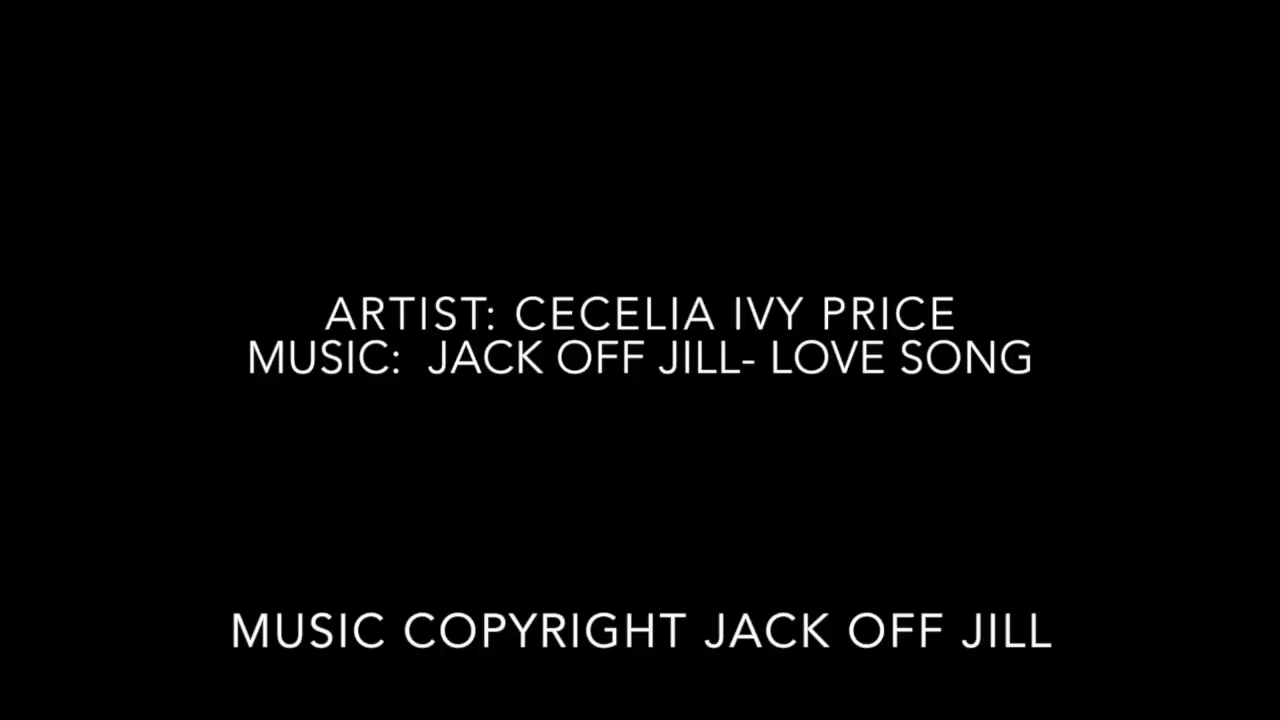 ARTIST: CECELIA IVY PRICE
MUSIC:  JACK OFF JILL- LOVE SONG
MUSIC COPYRIGHT JACK OFF JILL